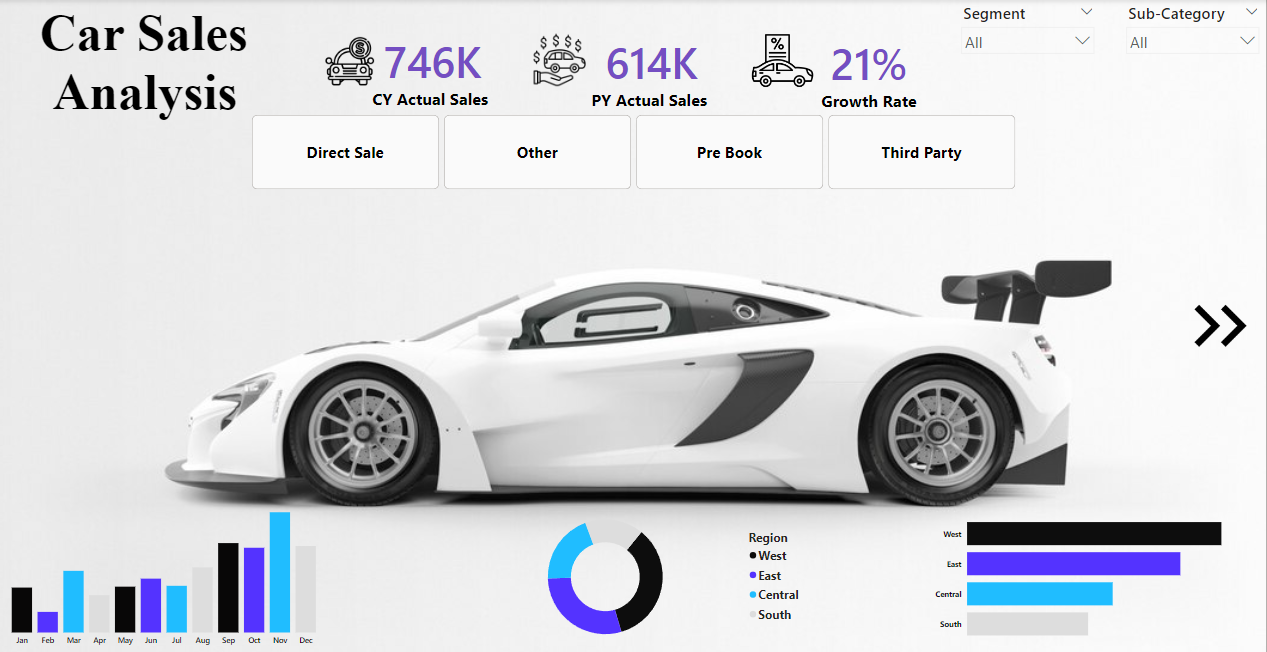 Car Sales
Analysis
746K
CY Actual Sales
614K
PY Actual Sales
%
21%
Growth Rate
Segment
All
Sub-Category
All
Direct Sale
Other
Pre Book
Third Party
Jan Feb Mar Apr May Jun Jul Aug Sep Oct Nov Dec
Region
West
East
Central
South
West
East
Central
South